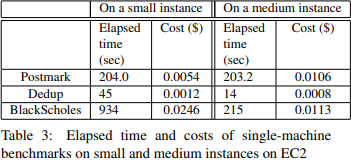 On a small instance On a medium instance
Elapsed time (sec) Cost ($) Elapsed time (sec) Cost ($)
Postmark 204.0 0.0054 203.2 0.0106
Dedup 45 0.0012 14 0.0008
BlackScholes 934 0.0246 215 0.0113
Table 3: Elapsed time and costs of single-machine
benchmarks on small and medium instances on EC2